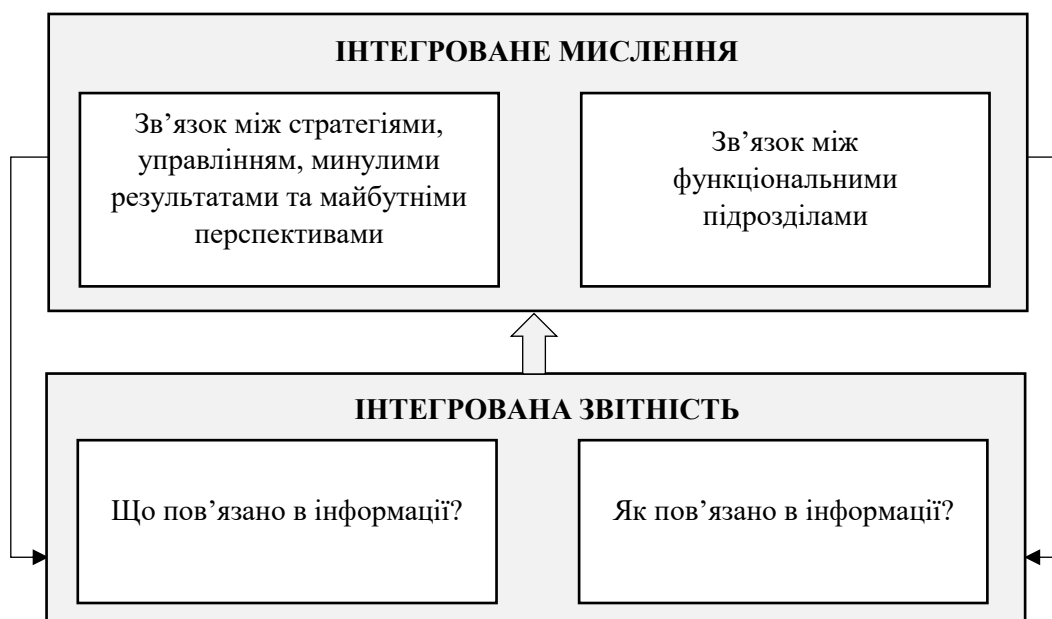 ІНТЕГРОВАНЕ МИСЛЕННЯ
Зв’язок між стратегіями,
управлінням, минулими
результатами та майбутніми
перспективами
Зв’язок між
функціональними
підрозділами
ІНТЕГРОВАНА ЗВІТНІСТЬ
Що пов’язано в інформації?
Як пов’язано в інформації?